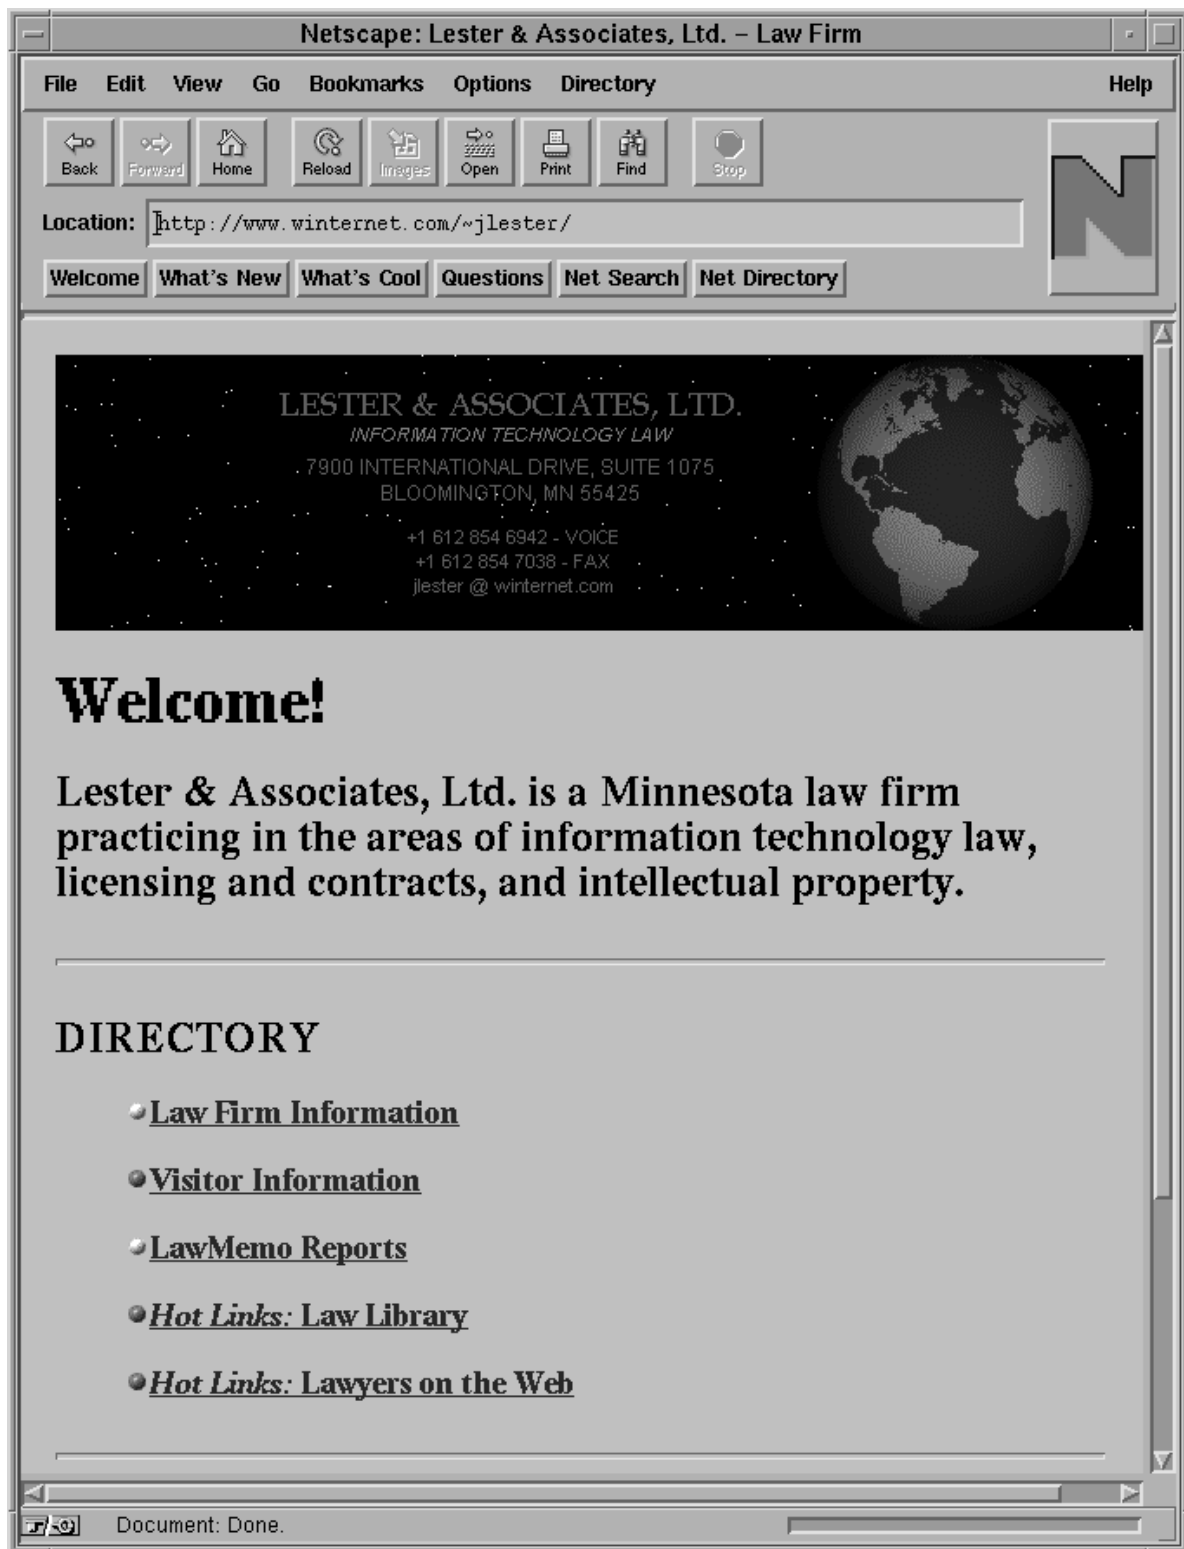 Netscape: Lester & Associates, Ltd. – Law Firm
File Edit View Go Bookmarks Options Directory Help
Back Forward Home Reload Images Open Print Find Stop
N
Location: http://www.winternet.com/~jlester/
Welcome What's New What's Cool Questions Net Search Net Directory
LESTER & ASSOCIATES, LTD.
INFORMATION TECHNOLOGY LAW
7900 INTERNATIONAL DRIVE, SUITE 1075
BLOOMINGTON, MN 55425
+1 612 854 6942 - VOICE
+1 612 854 7038 - FAX
jlester @ winternet.com
Welcome!
Lester & Associates, Ltd. is a Minnesota law firm
practicing in the areas of information technology law,
licensing and contracts, and intellectual property.
DIRECTORY
Law Firm Information
Visitor Information
LawMemo Reports
Hot Links: Law Library
Hot Links: Lawyers on the Web
Document: Done.